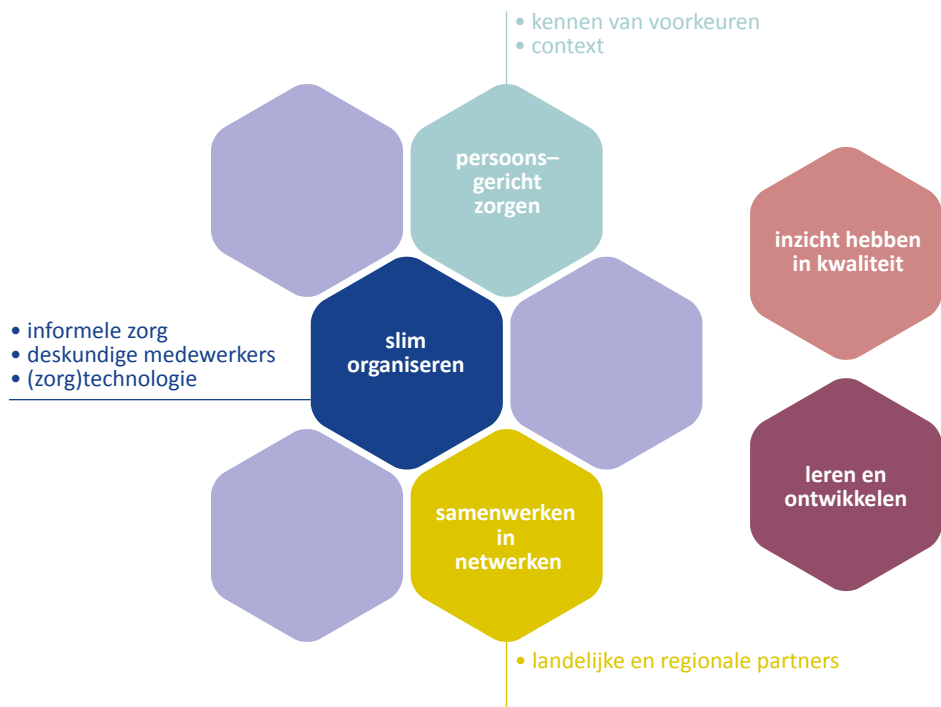 • kennen van voorkeuren
• context
persoons–
gericht
zorgen
inzicht hebben
in kwaliteit
• informele zorg
• deskundige medewerkers
• (zorg)technologie
slim
organiseren
leren en
ontwikkelen
samenwerken
in
netwerken
• landelijke en regionale partners